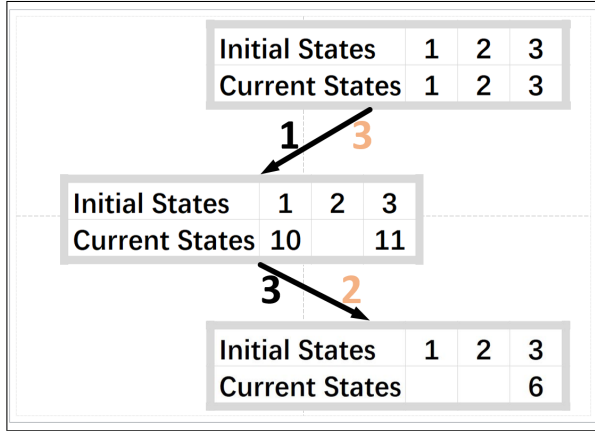 Initial States 1 2 3
Current States 1 2 3
1 3
Initial States 1 2 3
Current States 10 11
3 2
Initial States 1 2 3
Current States 6